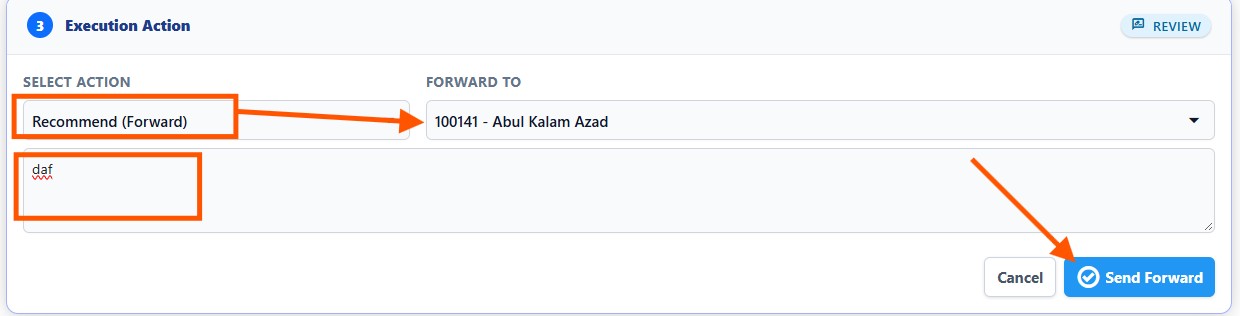 3 Execution Action
REVIEW
SELECT ACTION
FORWARD TO
Recommend (Forward)
100141 - Abul Kalam Azad
daf
Cancel
Send Forward